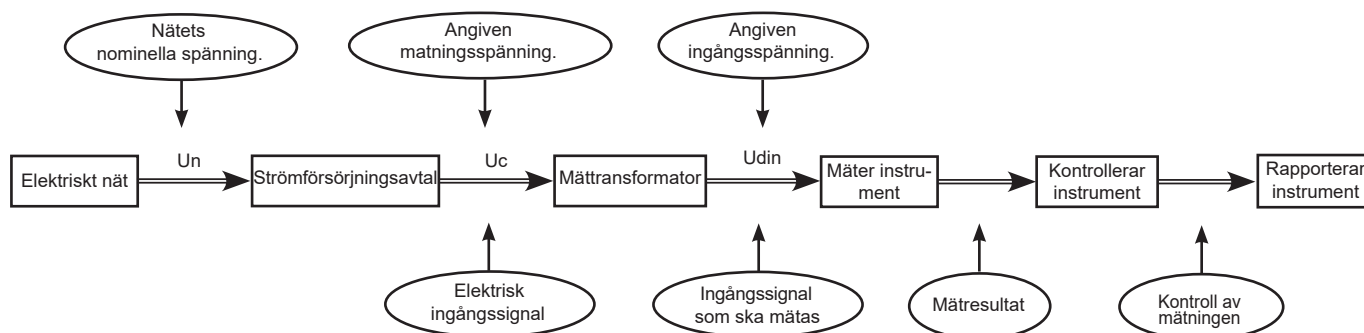 Nätets
nominella spänning.
Angiven
matningsspänning.
Angiven
ingångsspänning.
Un
Uc
Udin
Elektriskt nät
Strömförsörjningsavtal
Mättransformator
Mäter instru-
ment
Kontrollerar
instrument
Rapporterar
instrument
Elektrisk
ingångssignal
Ingångssignal
som ska mätas
Mätresultat
Kontroll av
mätningen